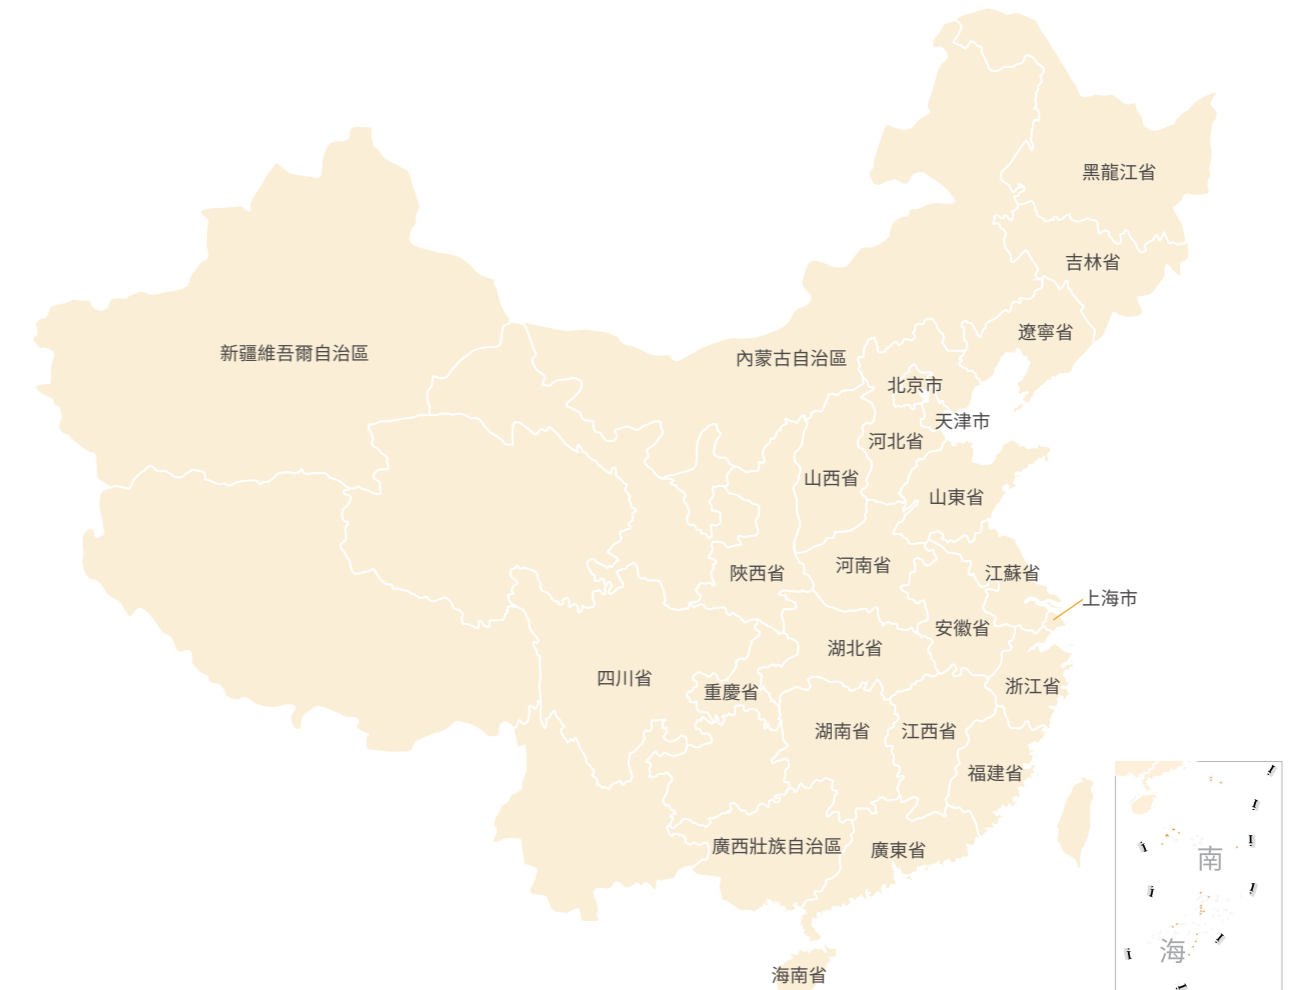 黑龍江省
吉林省
遼寧省
新疆維吾爾自治區
內蒙古自治區
北京市
天津市
河北省
山西省
山東省
河南省
陝西省
江蘇省
上海市
安徽省
湖北省
四川省
浙江省
重慶省
湖南省
江西省
福建省
廣西壯族自治區
廣東省
南
海
海南省